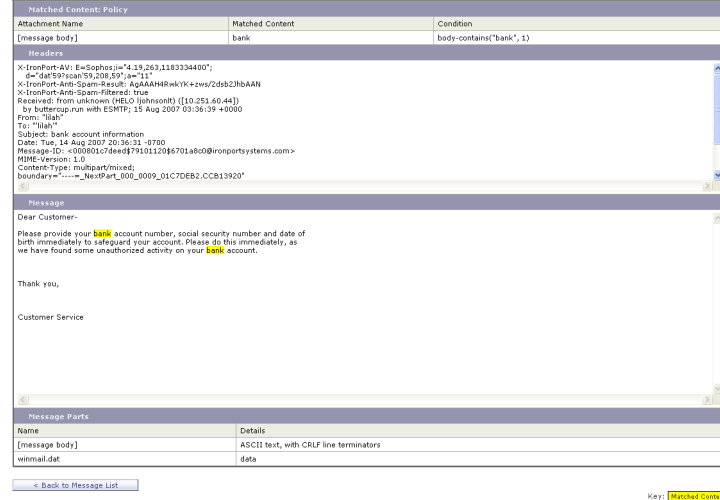 Matched Content: Policy
Attachment Name Matched Content Condition
[message body] bank body-contains("bank", 1)
Headers
X-IronPort-AV: E=Sophos;i="4.19,263,1183334400";
d="dat'59?scan'59,208,59";a="11"
X-IronPort-Anti-Spam-Result: AgAAAH4RwkYK+zws/2dsb2JhbAAN
X-IronPort-Anti-Spam-Filtered: true
Received: from unknown (HELO ljohnsonlt) ([10.251.60.44])
by buttercup.run with ESMTP; 15 Aug 2007 03:36:39 +0000
From: "lilah"
To: "'lilah'"
Subject: bank account information
Date: Tue, 14 Aug 2007 20:36:31 -0700
Message-ID: <000801c7deed$79101120$6701a8c0@ironportsystems.com>
MIME-Version: 1.0
Content-Type: multipart/mixed;
boundary="----=_NextPart_000_0009_01C7DEB2.CCB13920"
Message
Dear Customer-
Please provide your bank account number, social security number and date of
birth immediately to safeguard your account. Please do this immediately, as
we have found some unauthorized activity on your bank account.
Thank you,
Customer Service
Message Parts
Name Details
[message body] ASCII text, with CRLF line terminators
winmail.dat data
< Back to Message List
Key: Matched Conte